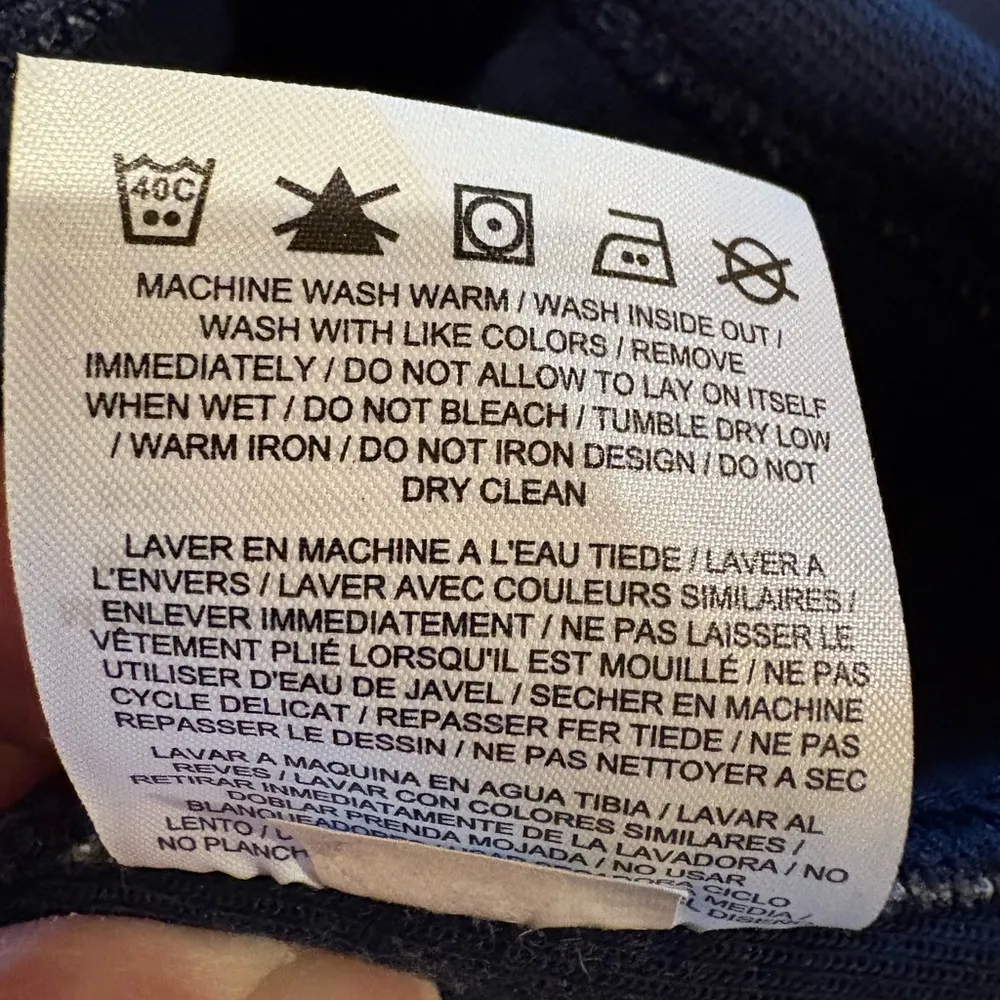 40C
MACHINE WASH WARM / WASH INSIDE OUT /
WASH WITH LIKE COLORS / REMOVE
IMMEDIATELY / DO NOT ALLOW TO LAY ON ITSELF
WHEN WET / DO NOT BLEACH / TUMBLE DRY LOW
/ WARM IRON / DO NOT IRON DESIGN / DO NOT
DRY CLEAN
LAVER EN MACHINE A L'EAU TIEDE / LAVER A
L'ENVERS / LAVER AVEC COULEURS SIMILAIRES /
ENLEVER IMMEDIATEMENT / NE PAS LAISSER LE
VÊTEMENT PLIÉ LORSQU'IL EST MOUILLÉ / NE PAS
UTILISER D'EAU DE JAVEL / SECHER EN MACHINE
CYCLE DELICAT / REPASSER FER TIEDE / NE PAS
REPASSER LE DESSIN / NE PAS NETTOYER A SEC
LAVAR A MAQUINA EN AGUA TIBIA / LAVAR AL
REVES / LAVAR CON COLORES SIMILARES /
RETIRAR INMEDIATAMENTE DE LA LAVADORA / NO
DOBLAR PRENDA MOJADA / NO USAR
CICLO
LENTO / MEDIA /
NO